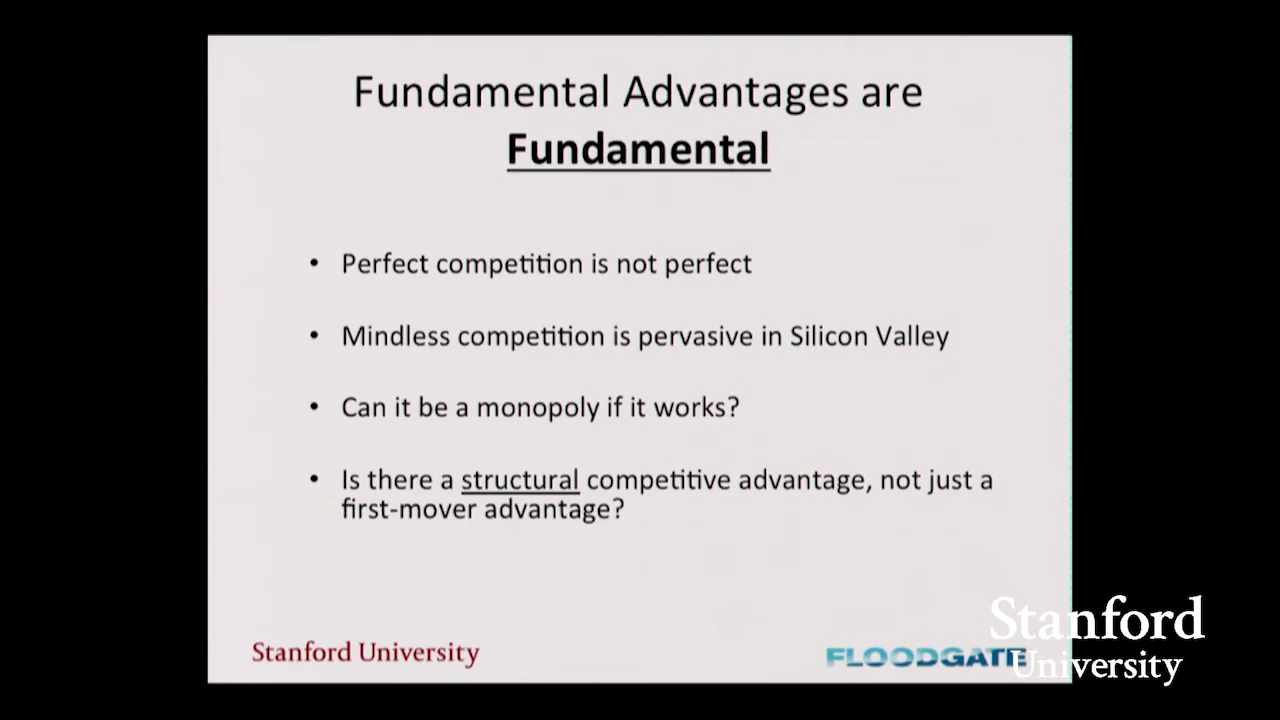 Fundamental Advantages are
Fundamental
• Perfect competition is not perfect
• Mindless competition is pervasive in Silicon Valley
• Can it be a monopoly if it works?
• Is there a structural competitive advantage, not just a
first-mover advantage?
Stanford University
FLOODGATE
Stanford
University